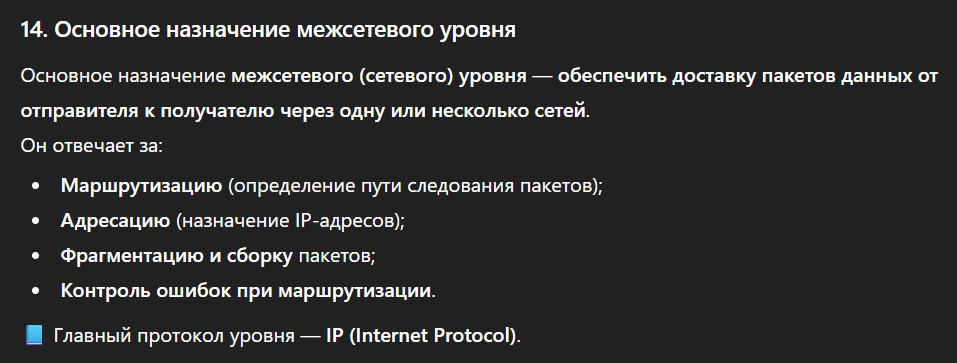 14. Основное назначение межсетевого уровня
Основное назначение межсетевого (сетевого) уровня — обеспечить доставку пакетов данных от
отправителя к получателю через одну или несколько сетей.
Он отвечает за:
• Маршрутизацию (определение пути следования пакетов);
• Адресацию (назначение IP-адресов);
• Фрагментацию и сборку пакетов;
• Контроль ошибок при маршрутизации.
📘 Главный протокол уровня — IP (Internet Protocol).